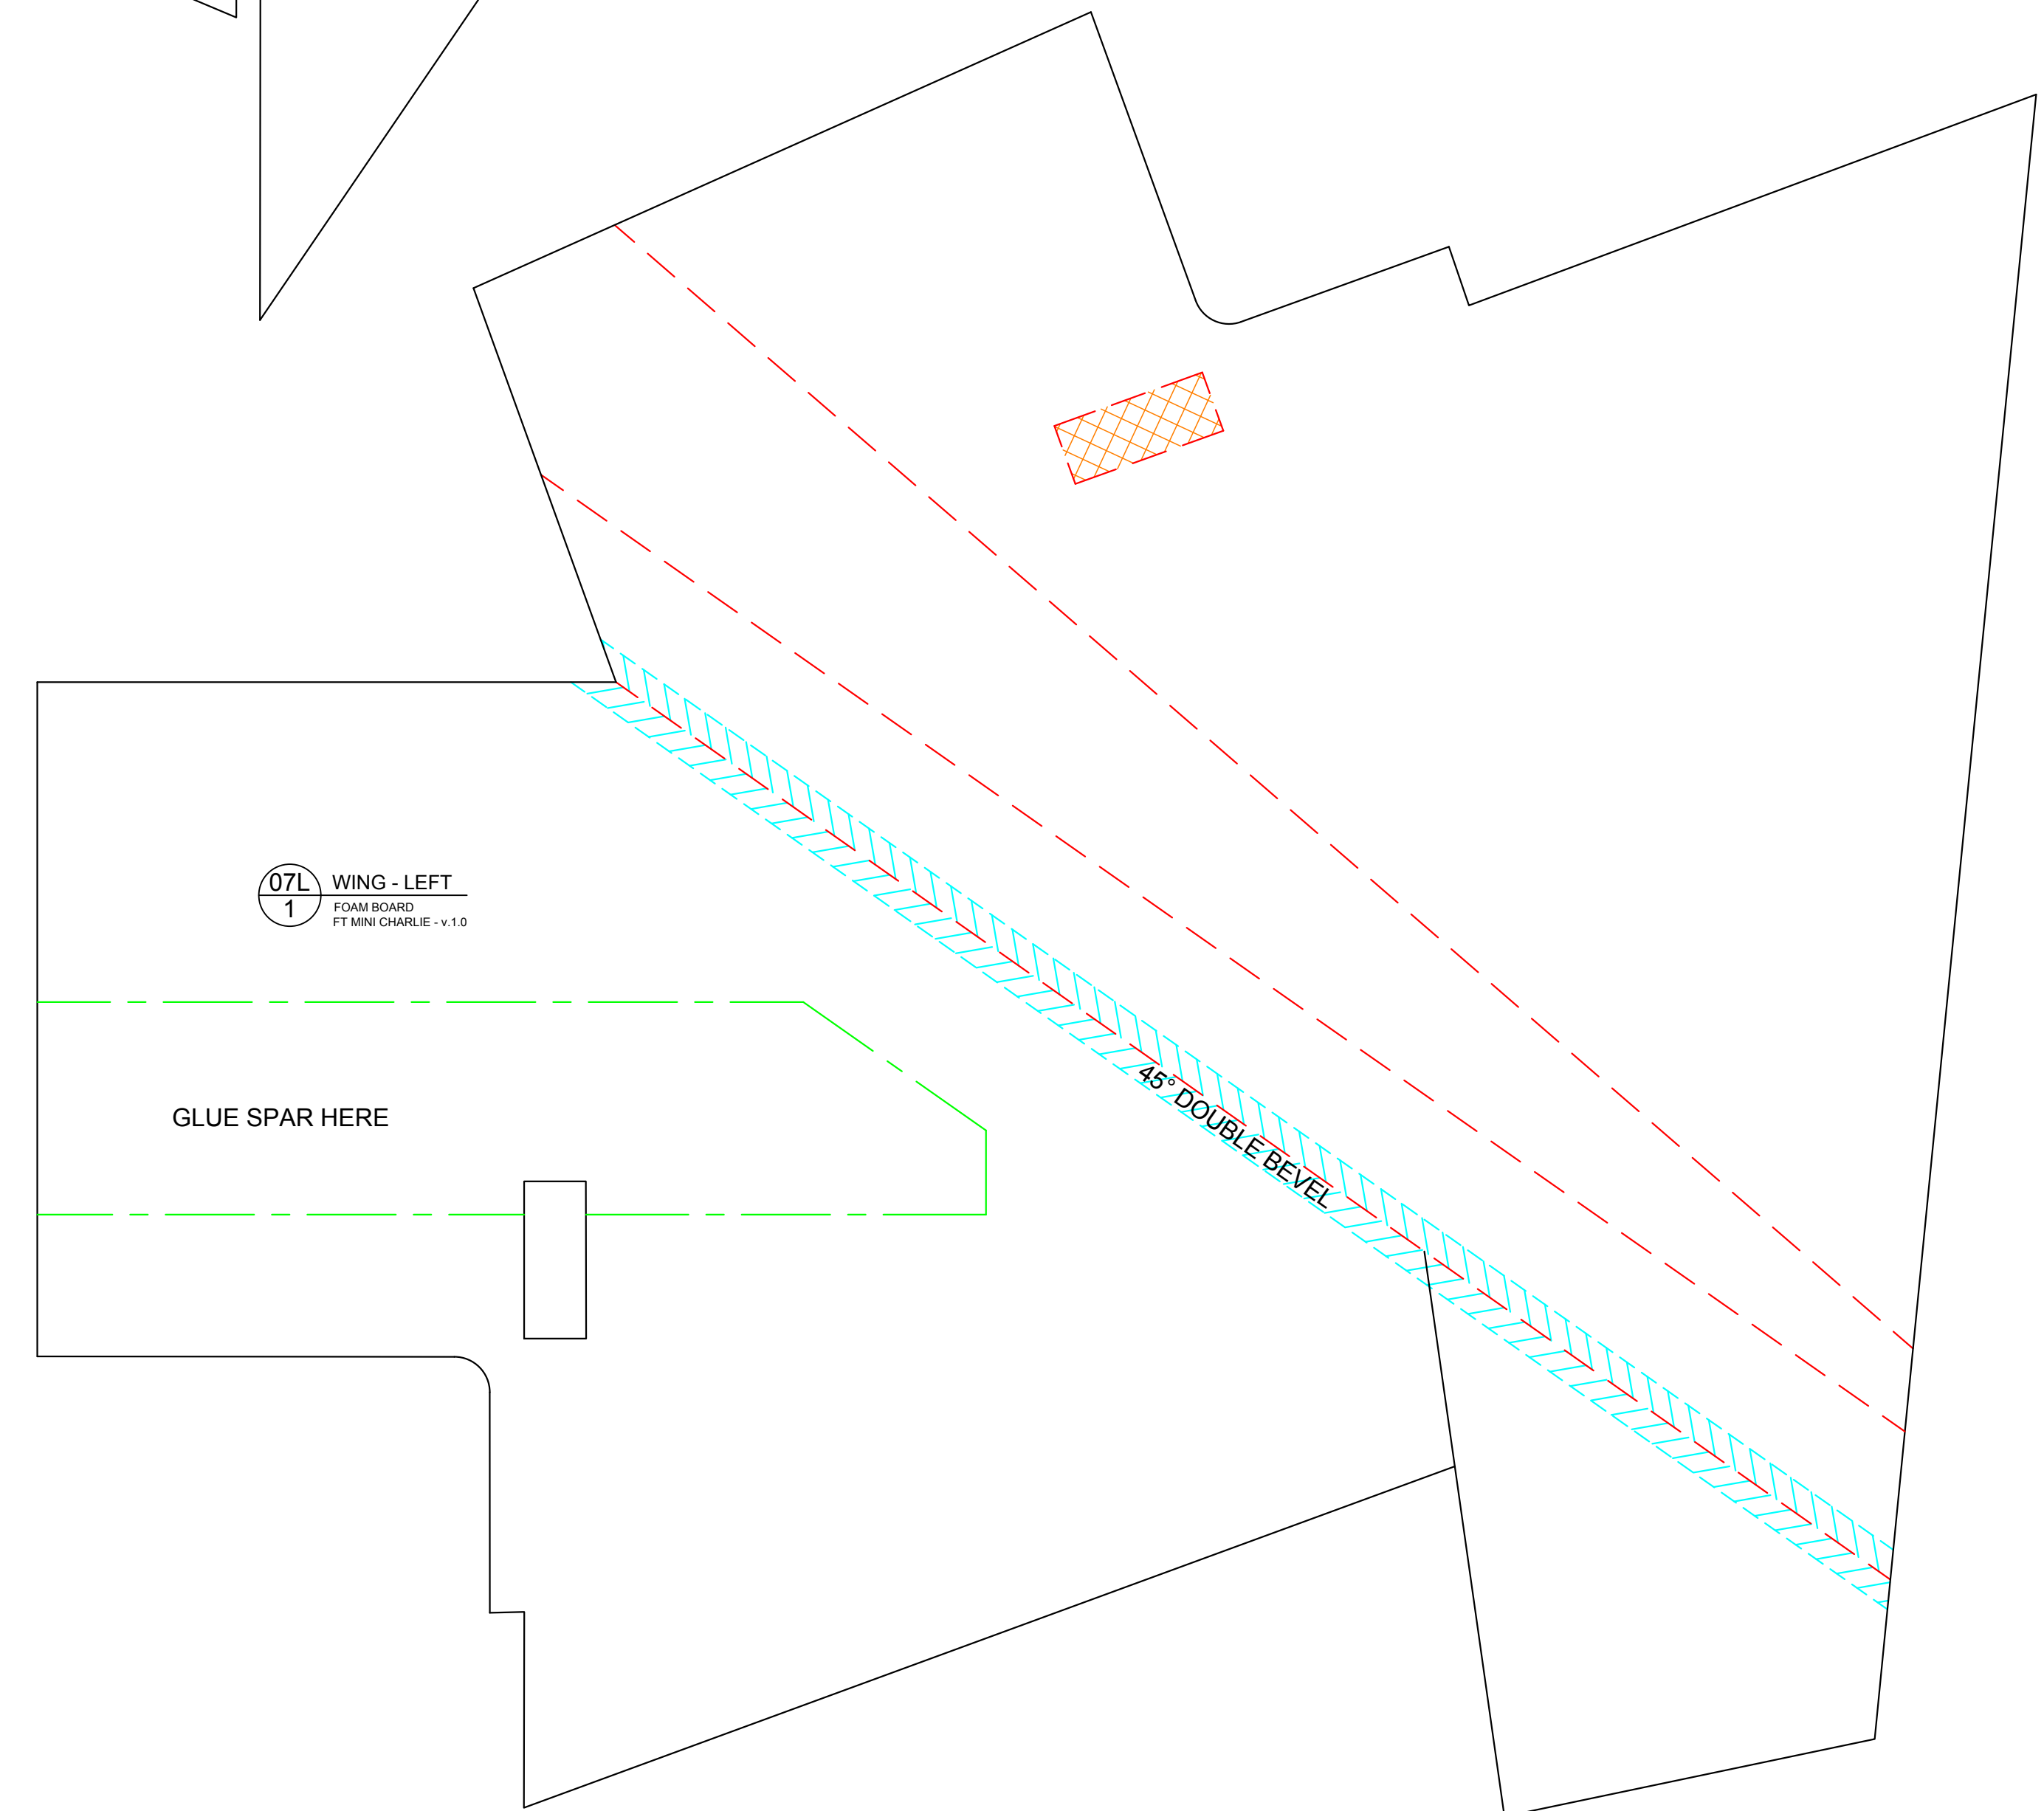 07L
1
WING - LEFT
FOAM BOARD
FT MINI CHARLIE - v.1.0
GLUE SPAR HERE
45° DOUBLE BEVEL